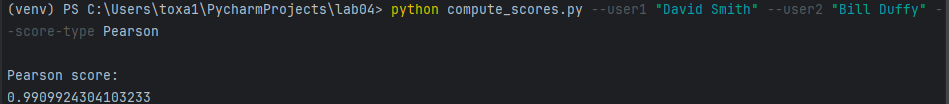 (venv) PS C:\Users\toxa1\PycharmProjects\lab04> python compute_scores.py --user1 "David Smith" --user2 "Bill Duffy" -
-score-type Pearson
Pearson score:
0.9909924304103233